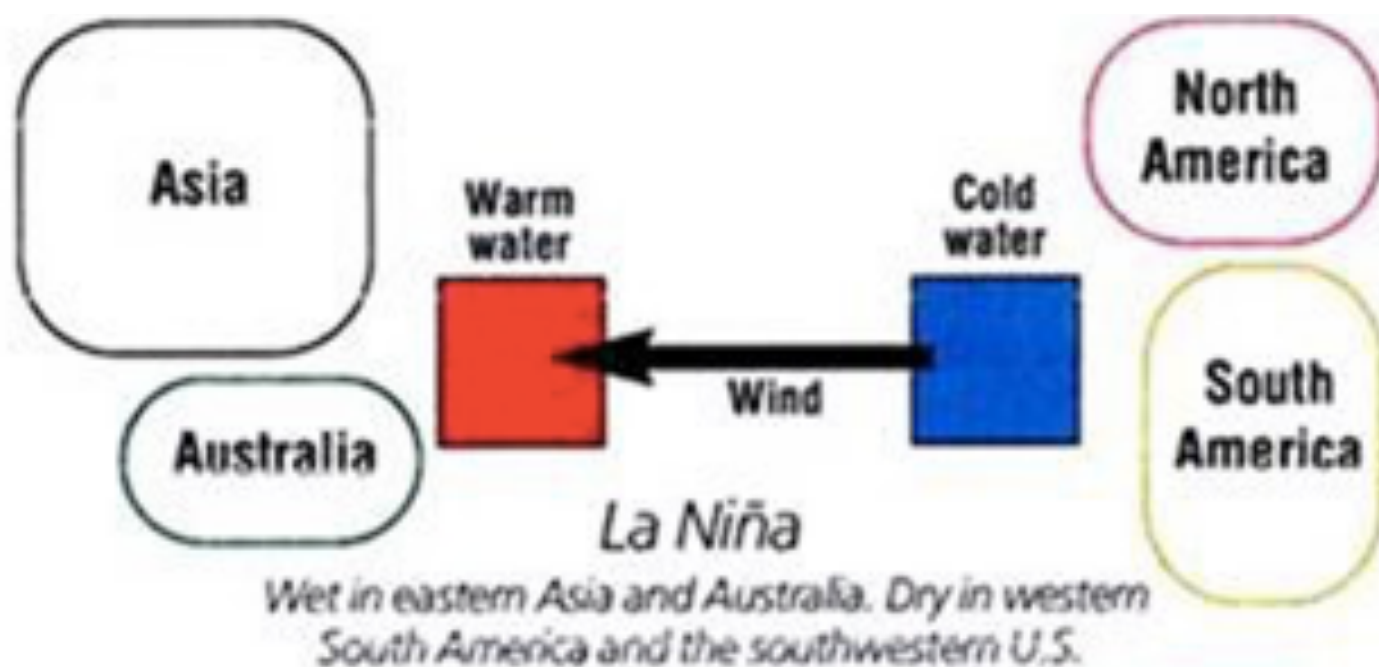 Asia
Warm
water
Cold
water
North
America
Wind
Australia
South
America
La Niña
Wet in eastern Asia and Australia. Dry in western
South America and the southwestern U.S.